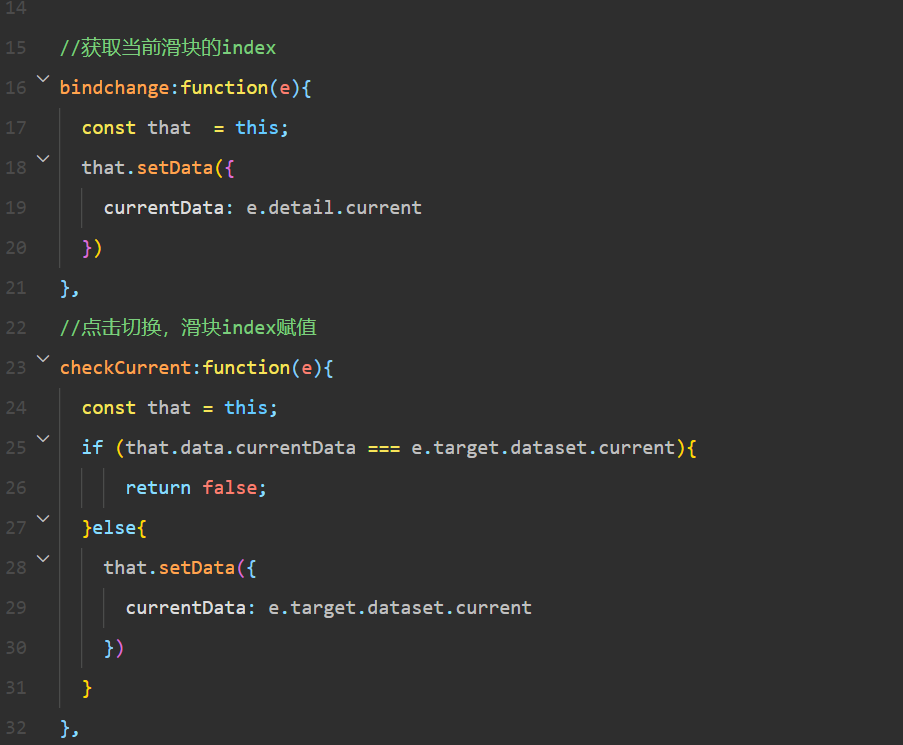 14
15 //获取当前滑块的index
16 bindchange:function(e){
17 const that  = this;
18 that.setData({
19 currentData: e.detail.current
20 })
21 },
22 //点击切换，滑块index赋值
23 checkCurrent:function(e){
24 const that = this;
25 if (that.data.currentData === e.target.dataset.current){
26 return false;
27 }else{
28 that.setData({
29 currentData: e.target.dataset.current
30 })
31 }
32 },